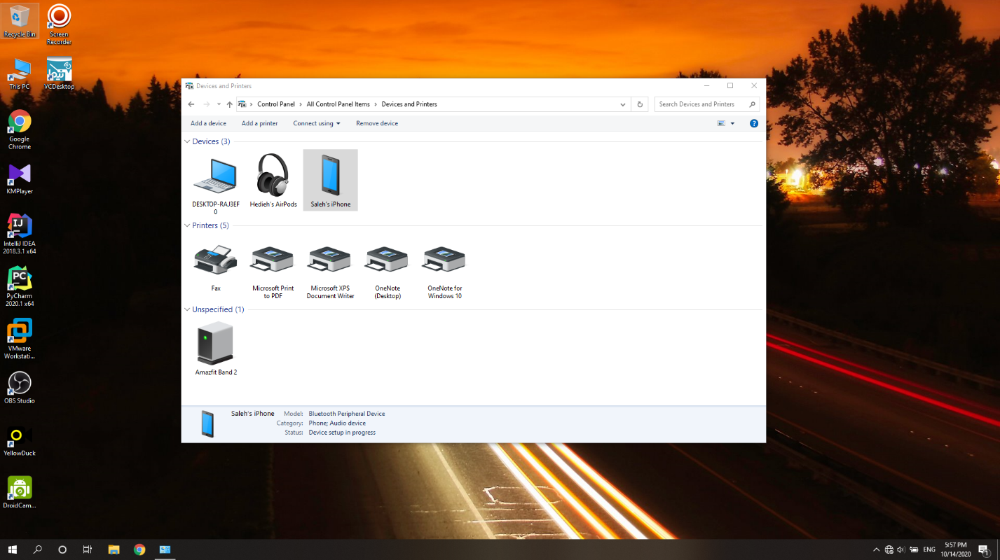 Recycle Bin
Screen
Recorder
This PC
VCDesktop
Google
Chrome
KMPlayer
IJ
IntelliJ IDEA
2018.3.1 x64
PC
PyCharm
2020.1 x64
VMware
Workstati...
OBS Studio
YellowDuck
DroidCam...
Devices and Printers
Control Panel > All Control Panel Items > Devices and Printers
Search Devices and Printers
Add a device Add a printer Connect using Remove device
Devices (3)
DESKTOP-RAJ3EF
0
Hedieh's AirPods
Saleh's iPhone
Printers (5)
Fax
Microsoft Print
to PDF
Microsoft XPS
Document Writer
OneNote
(Desktop)
OneNote for
Windows 10
Unspecified (1)
Amazfit Band 2
Saleh's iPhone Model: Bluetooth Peripheral Device
Category: Phone; Audio device
Status: Device setup in progress
ENG
5:57 PM
10/14/2020
1